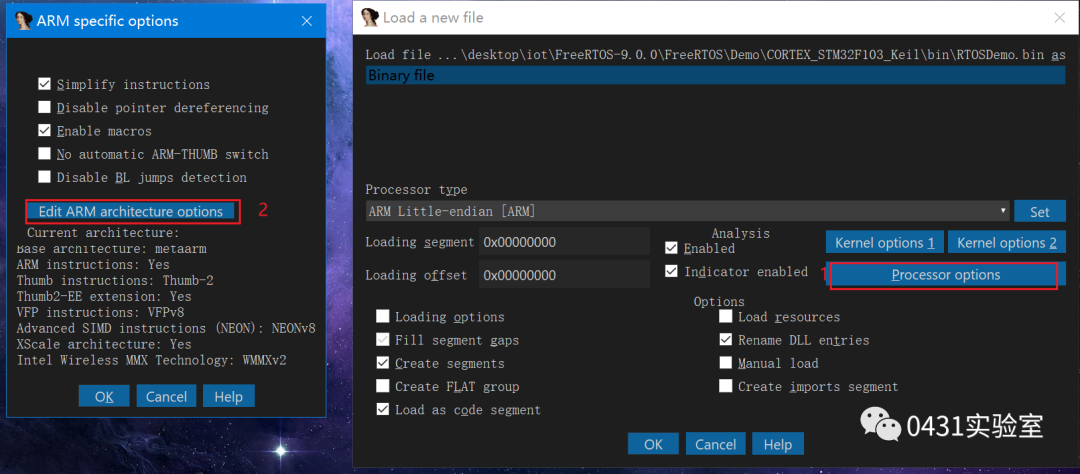 ARM specific options
Simplify instructions
Disable pointer dereferencing
Enable macros
No automatic ARM-THUMB switch
Disable BL jumps detection
Edit ARM architecture options
2
Current architecture:
Base architecture: metaarm
ARM instructions: Yes
Thumb instructions: Thumb-2
Thumb2-EE extension: Yes
VFP instructions: VFPv8
Advanced SIMD instructions (NEON): NEONv8
XScale architecture: Yes
Intel Wireless MMX Technology: WMMXv2
OK Cancel Help
Load a new file
Load file ...\desktop\iot\FreeRTOS-9.0.0\FreeRTOS\Demo\CORTEX_STM32F103_Keil\bin\RTOSDemo.bin as
Binary file
Processor type
ARM Little-endian [ARM] Set
Loading segment 0x00000000
Loading offset 0x00000000
Analysis
Enabled
Indicator enabled
Kernel options 1 Kernel options 2
1 Processor options
Options
Loading options
Fill segment gaps
Create segments
Create FLAT group
Load as code segment
Load resources
Rename DLL entries
Manual load
Create imports segment
OK Cancel Help
0431实验室